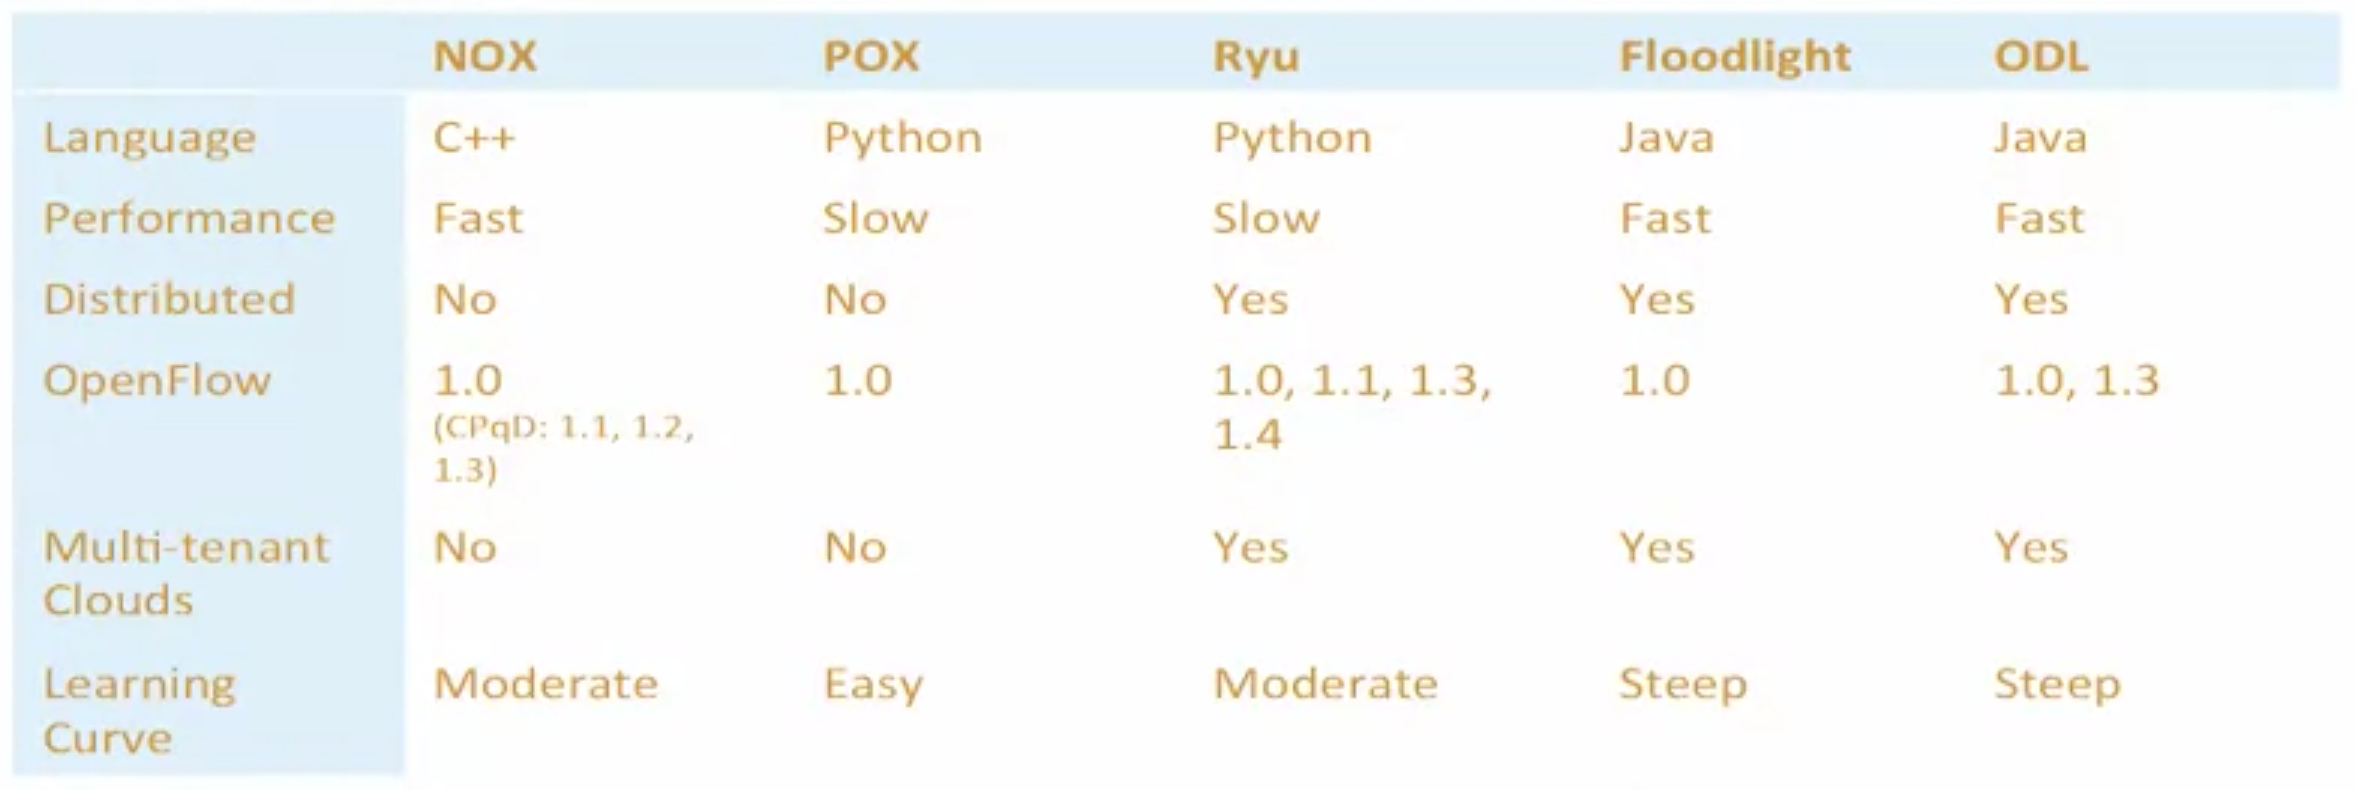 NOX POX Ryu Floodlight ODL
Language C++ Python Python Java Java
Performance Fast Slow Slow Fast Fast
Distributed No No Yes Yes Yes
OpenFlow 1.0 1.0 1.0, 1.1, 1.3, 1.0 1.0, 1.3
(CPqD: 1.1, 1.2, 1.4
1.3)
Multi-tenant No No Yes Yes Yes
Clouds
Learning Moderate Easy Moderate Steep Steep
Curve